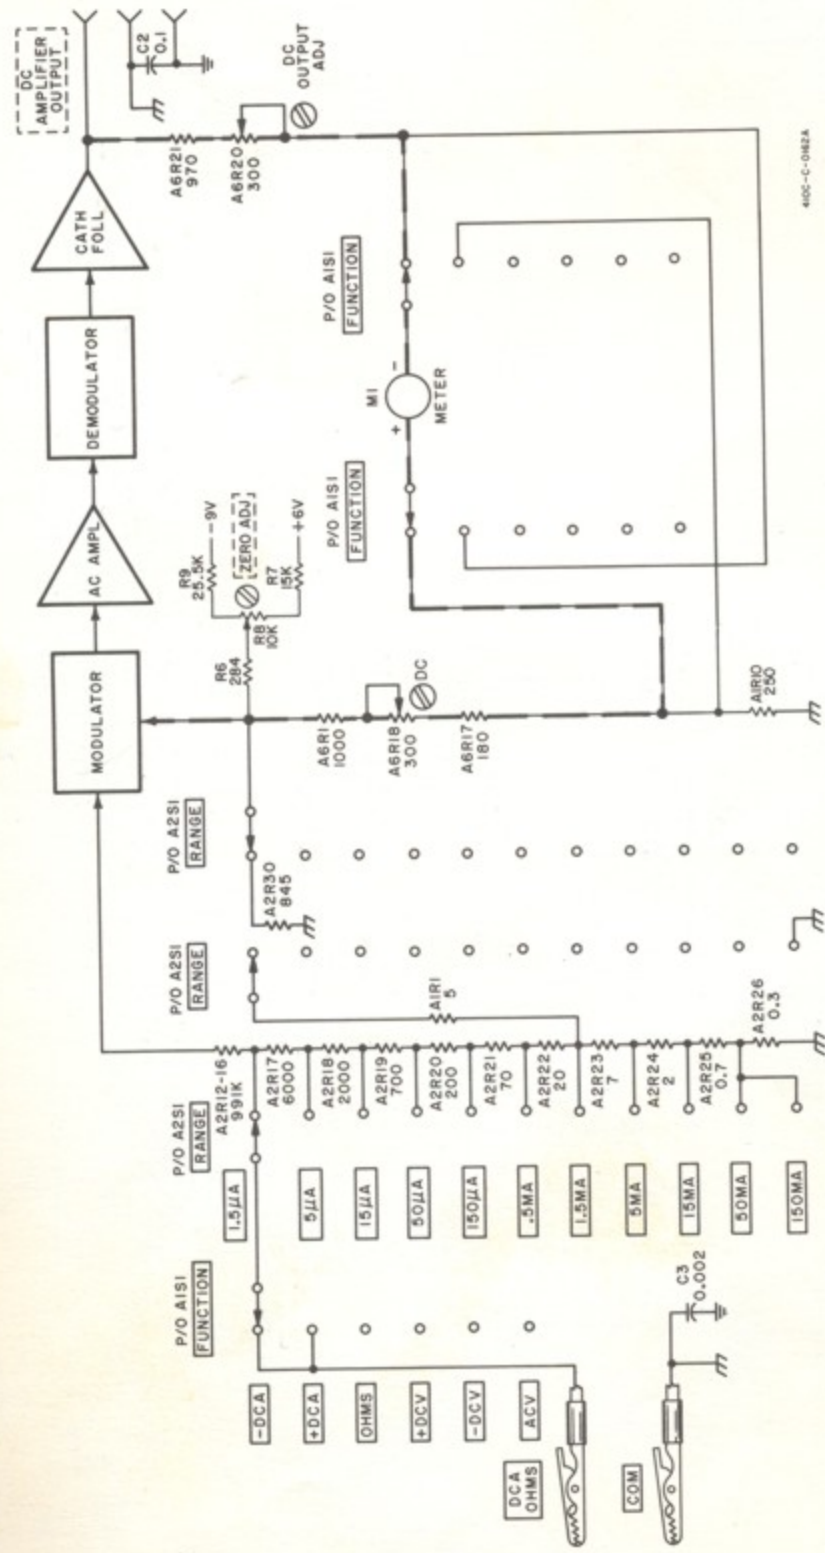 DC
AMPLIFIER
OUTPUT
C2
0.1
DC
OUTPUT
ADJ
A6R21
970
A6R20
300
CATH
FOLL
DEMODULATOR
AC AMPL
MODULATOR
R9
25.5K
-9V
ZERO ADJ
R8
10K
R7
15K
+6V
R6
284
P/O A1S1
FUNCTION
M1
-
+
METER
P/O A1S1
FUNCTION
A6R1
1000
A6R18
300
DC
A6R17
180
A1R10
250
P/O A2S1
RANGE
A2R30
845
P/O A2S1
RANGE
A1R1
5
P/O A2S1
RANGE
A2R12-16
991K
A2R17
6000
A2R18
2000
A2R19
700
A2R20
200
A2R21
70
A2R22
20
A2R23
7
A2R24
2
A2R25
0.7
A2R26
0.3
1.5µA
5µA
15µA
50µA
150µA
.5MA
1.5MA
5MA
15MA
50MA
150MA
P/O A1S1
FUNCTION
-DCA
+DCA
OHMS
+DCV
-DCV
ACV
DCA
OHMS
COM
C3
0.002
410C-C-0162A